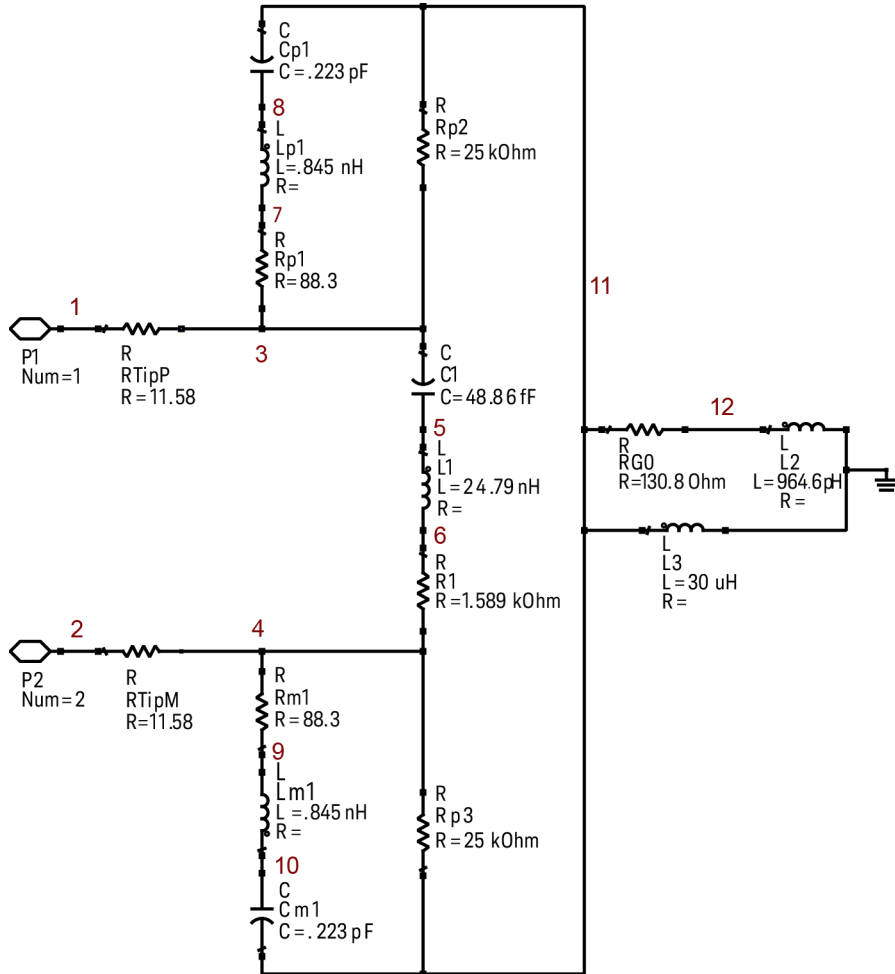 C
Cp1
C=.223 pF
8
L
Lp1
L=.845 nH
R=
7
R
Rp1
R=88.3
R
Rp2
R=25 kOhm
11
1
P1
Num=1
R
RTipP
R=11.58
3
C
C1
C=48.86 fF
5
L
L1
L=24.79 nH
R=
6
R
R1
R=1.589 kOhm
12
R
RG0
R=130.8 Ohm
L
L2
L=964.6pH
R=
L
L3
L=30 uH
R=
2
P2
Num=2
R
RTipM
R=11.58
4
R
Rm1
R=88.3
9
L
Lm1
L=.845 nH
R=
10
C
Cm1
C=.223 pF
R
Rp3
R=25 kOhm